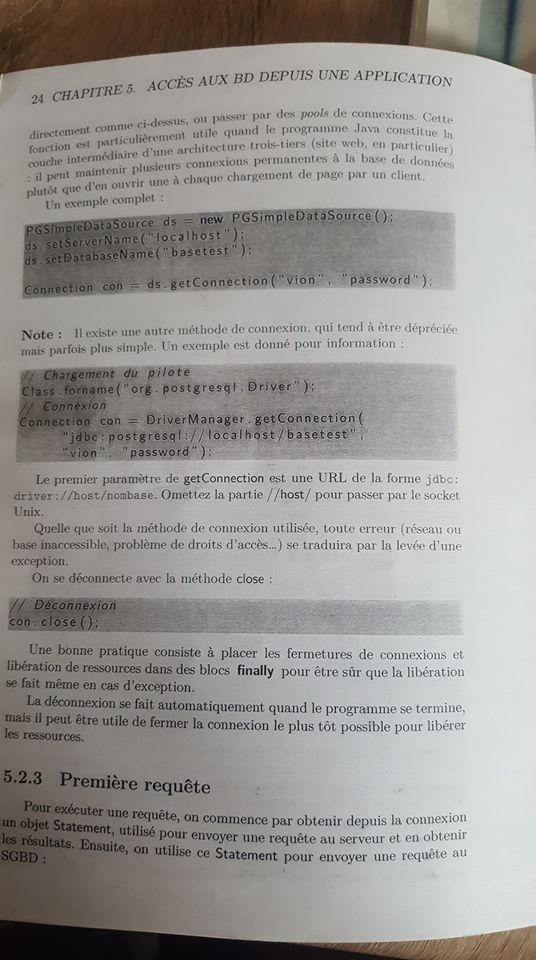 24 CHAPITRE 5. ACCÈS AUX BD DEPUIS UNE APPLICATION
directement comme ci-dessus, ou passer par des pools de connexions. Cette
fonction est particulièrement utile quand le programme Java constitue la
couche intermédiaire d'une architecture trois-tiers (site web, en particulier)
: il peut maintenir plusieurs connexions permanentes à la base de données
plutôt que d'en ouvrir une à chaque chargement de page par un client.
Un exemple complet :
PGSimpleDataSource ds = new PGSimpleDataSource();
ds.setServerName("localhost");
ds.setDatabaseName("basetest");
Connection con = ds.getConnection("vion", "password");
Note : Il existe une autre méthode de connexion, qui tend à être dépréciée
mais parfois plus simple. Un exemple est donné pour information :
// Chargement du pilote
Class.forname("org.postgresql.Driver");
// Connexion
Connection con = DriverManager.getConnection(
"jdbc:postgresql://localhost/basetest",
"vion", "password");
Le premier paramètre de getConnection est une URL de la forme jdbc:
driver://host/nombase. Omettez la partie //host/ pour passer par le socket
Unix.
Quelle que soit la méthode de connexion utilisée, toute erreur (réseau ou
base inaccessible, problème de droits d'accès...) se traduira par la levée d'une
exception.
On se déconnecte avec la méthode close :
// Déconnexion
con.close();
Une bonne pratique consiste à placer les fermetures de connexions et
libération de ressources dans des blocs finally pour être sûr que la libération
se fait même en cas d'exception.
La déconnexion se fait automatiquement quand le programme se termine,
mais il peut être utile de fermer la connexion le plus tôt possible pour libérer
les ressources.
5.2.3 Première requête
Pour exécuter une requête, on commence par obtenir depuis la connexion
un objet Statement, utilisé pour envoyer une requête au serveur et en obtenir
les résultats. Ensuite, on utilise ce Statement pour envoyer une requête au
SGBD :